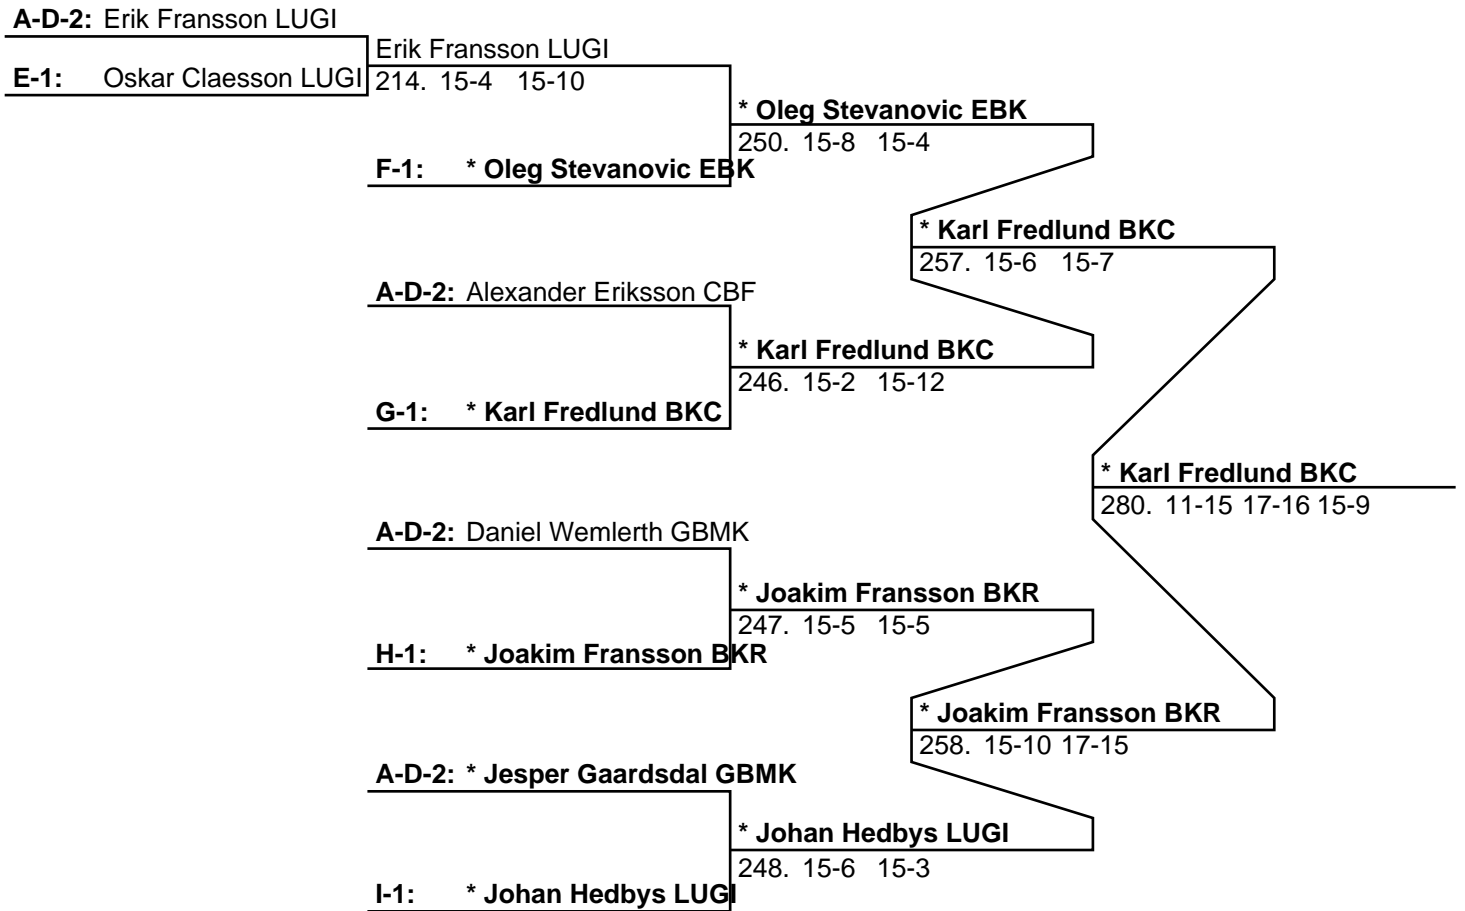 A-D-2: Erik Fransson LUGI
Erik Fransson LUGI
E-1: Oskar Claesson LUGI
214. 15-4 15-10
* Oleg Stevanovic EBK
250. 15-8 15-4
F-1: * Oleg Stevanovic EBK
* Karl Fredlund BKC
257. 15-6 15-7
A-D-2: Alexander Eriksson CBF
* Karl Fredlund BKC
246. 15-2 15-12
G-1: * Karl Fredlund BKC
* Karl Fredlund BKC
280. 11-15 17-16 15-9
A-D-2: Daniel Wemlerth GBMK
* Joakim Fransson BKR
247. 15-5 15-5
H-1: * Joakim Fransson BKR
* Joakim Fransson BKR
258. 15-10 17-15
A-D-2: * Jesper Gaardsdal GBMK
* Johan Hedbys LUGI
248. 15-6 15-3
I-1: * Johan Hedbys LUGI